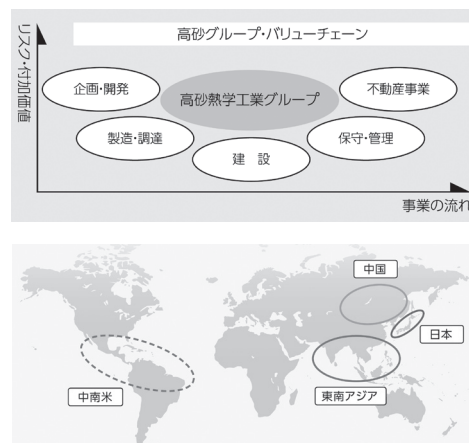 高砂グループ・バリューチェーン
リスク・付加価値
企画・開発
高砂熱学工業グループ
不動産事業
製造・調達
保守・管理
建 設
事業の流れ
中国
日本
中南米
東南アジア